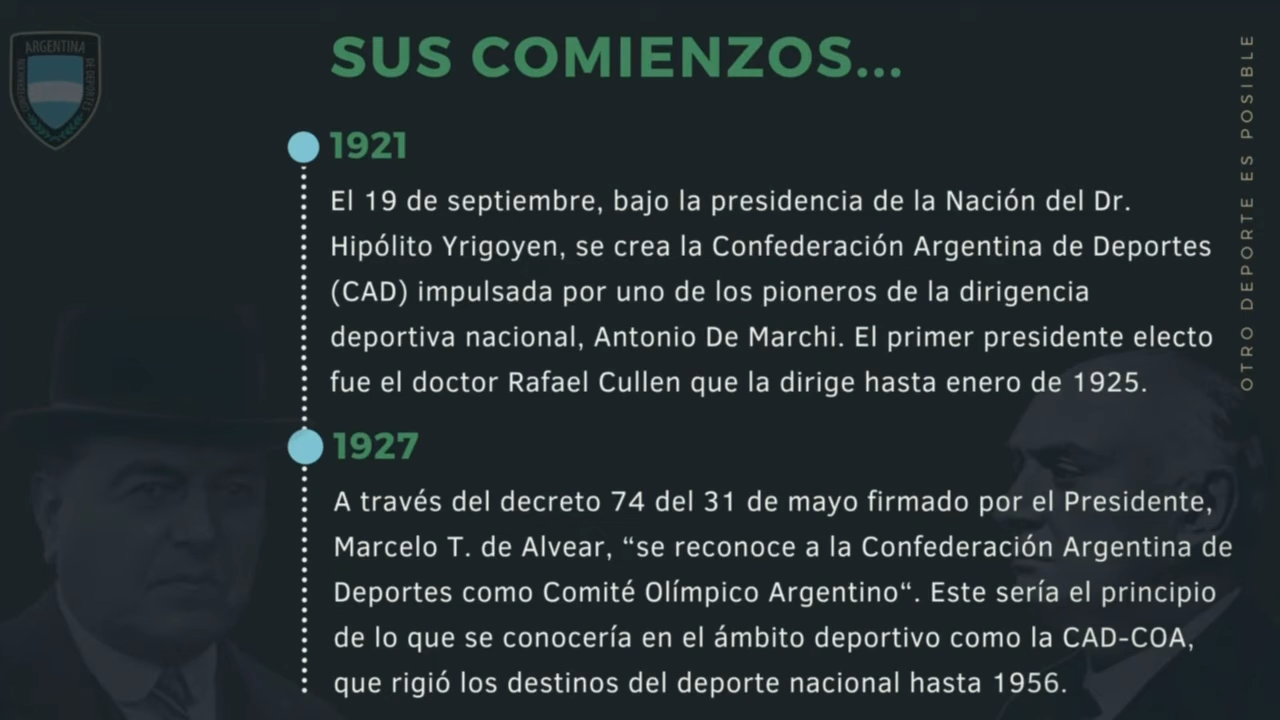 ARGENTINA
CONFEDERACIÓN
DE DEPORTES
SUS COMIENZOS...
1921
El 19 de septiembre, bajo la presidencia de la Nación del Dr.
Hipólito Yrigoyen, se crea la Confederación Argentina de Deportes
(CAD) impulsada por uno de los pioneros de la dirigencia
deportiva nacional, Antonio De Marchi. El primer presidente electo
fue el doctor Rafael Cullen que la dirige hasta enero de 1925.
1927
A través del decreto 74 del 31 de mayo firmado por el Presidente,
Marcelo T. de Alvear, “se reconoce a la Confederación Argentina de
Deportes como Comité Olímpico Argentino“. Este sería el principio
de lo que se conocería en el ámbito deportivo como la CAD-COA,
que rigió los destinos del deporte nacional hasta 1956.
OTRO DEPORTE ES POSIBLE